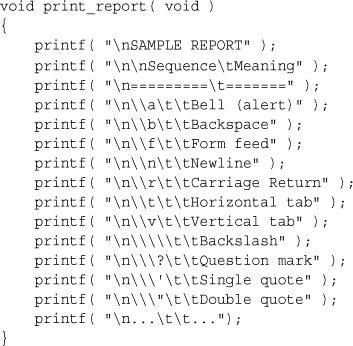 void print_report( void )
{
    printf( "\nSAMPLE REPORT" );
    printf( "\n\nSequence\tMeaning" );
    printf( "\n=========\t=======" );
    printf( "\n\\a\t\tBell (alert)" );
    printf( "\n\\b\t\tBackspace" );
    printf( "\n\\f\t\tForm feed" );
    printf( "\n\\n\t\tNewline" );
    printf( "\n\\r\t\tCarriage Return" );
    printf( "\n\\t\t\tHorizontal tab" );
    printf( "\n\\v\t\tVertical tab" );
    printf( "\n\\\\\t\tBackslash" );
    printf( "\n\\\?\t\tQuestion mark" );
    printf( "\n\\\'\t\tSingle quote" );
    printf( "\n\\\"\t\tDouble quote" );
    printf( "\n...\t\t...");
}